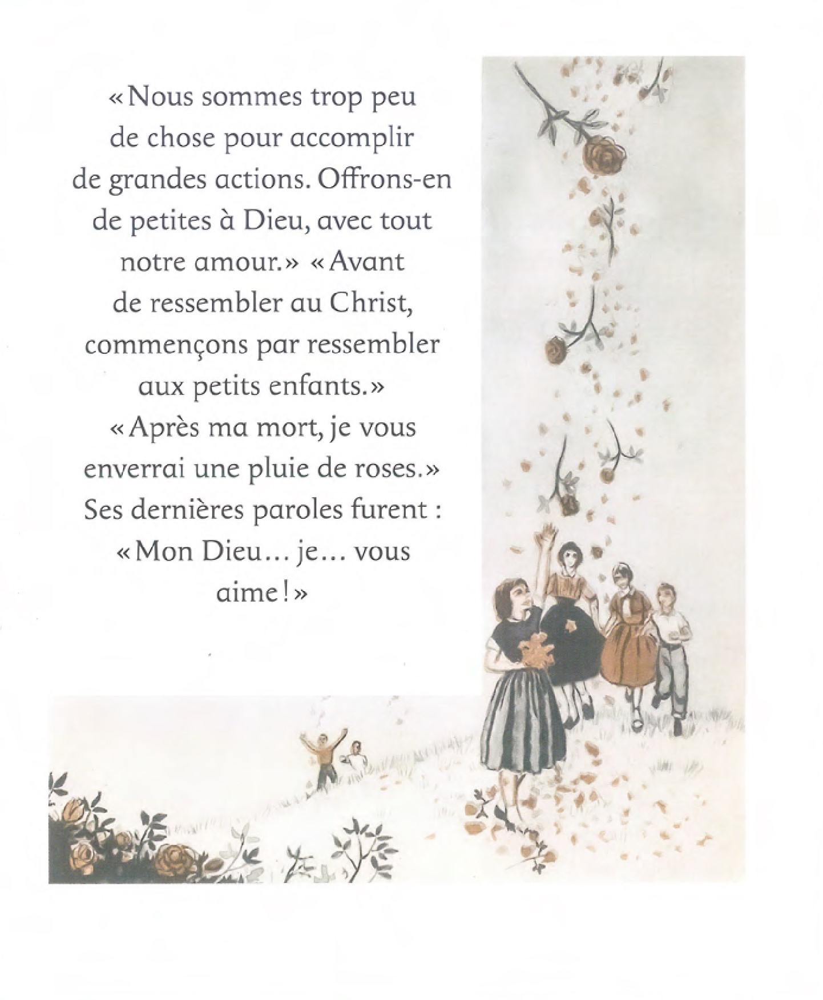 «Nous sommes trop peu
de chose pour accomplir
de grandes actions. Offrons-en
de petites à Dieu, avec tout
notre amour.» «Avant
de ressembler au Christ,
commençons par ressembler
aux petits enfants.»
«Après ma mort, je vous
enverrai une pluie de roses.»
Ses dernières paroles furent :
«Mon Dieu... je... vous
aime!»